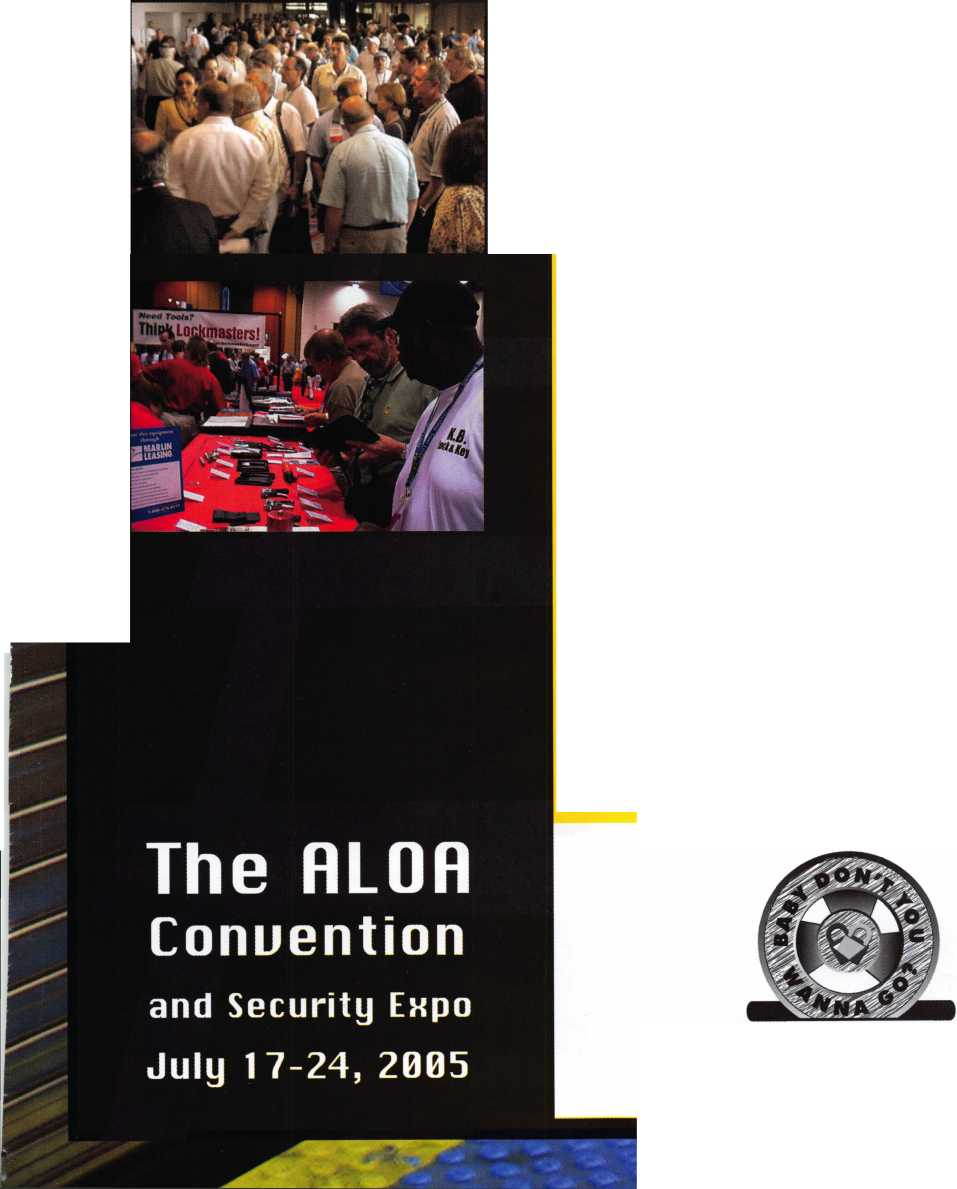 Need Tools?
Think Lockmasters!
through
MARLIN
LEASING
K.B.
Lock & Key
The ALOA
Convention
and Security Expo
July 17-24, 2005
BABY DON'T YOU
WANNA GO?